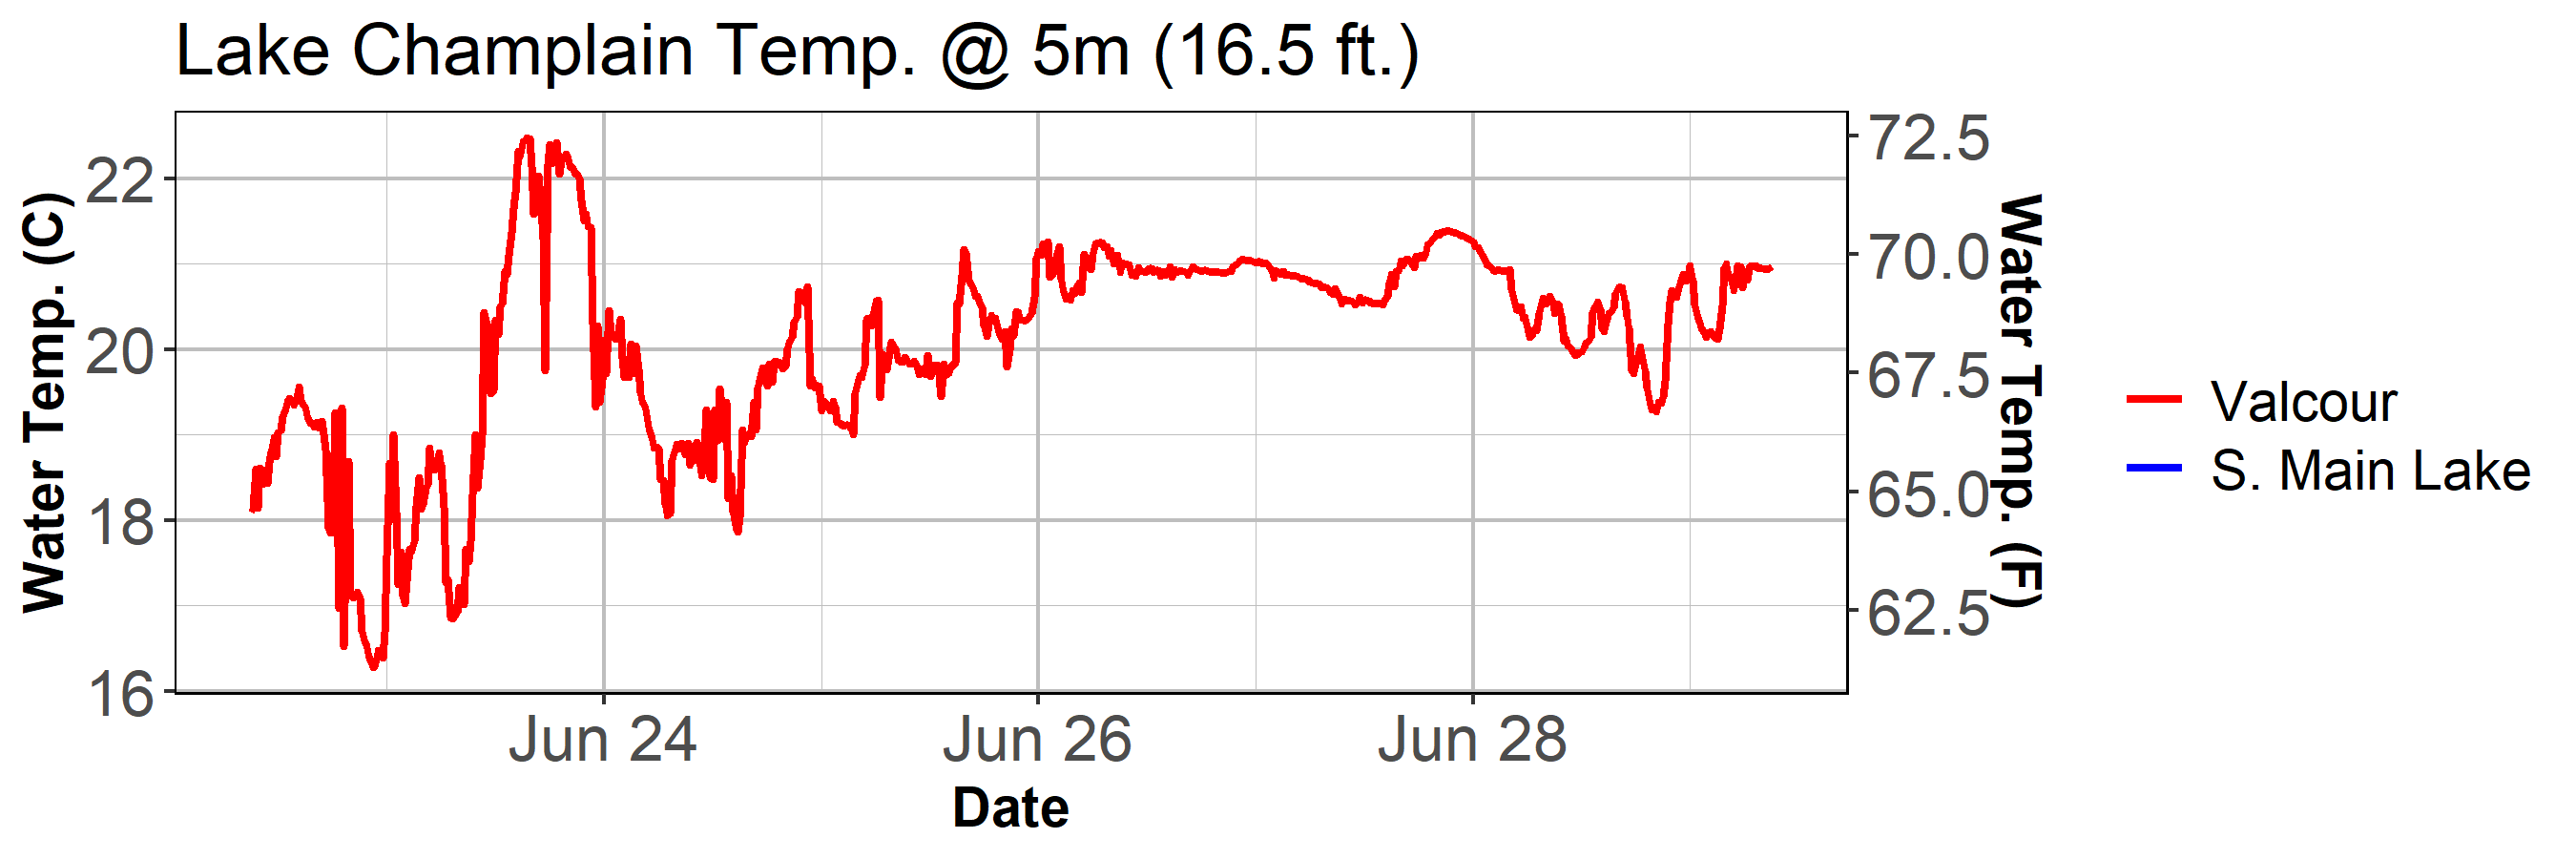 Lake Champlain Temp. @ 5m (16.5 ft.)
Water Temp. (C)
22
20
18
16
72.5
70.0
67.5
65.0
62.5
Water Temp. (F)
Jun 24
Jun 26
Jun 28
Date
Valcour
S. Main Lake